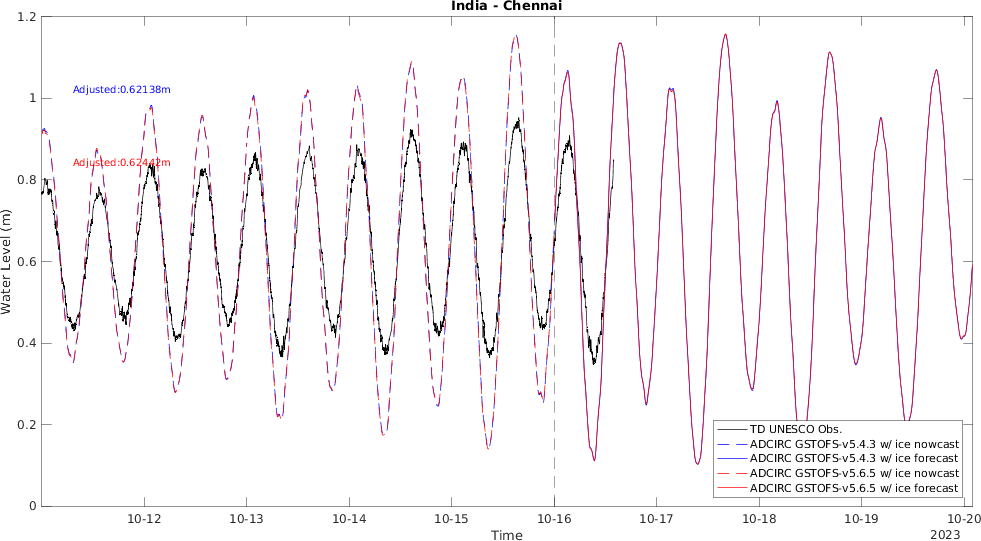 India - Chennai
1.2
1
0.8
0.6
0.4
0.2
0
Water Level (m)
Adjusted:0.62138m
Adjusted:0.62442m
TD UNESCO Obs.
ADCIRC GSTOFS-v5.4.3 w/ ice nowcast
ADCIRC GSTOFS-v5.4.3 w/ ice forecast
ADCIRC GSTOFS-v5.6.5 w/ ice nowcast
ADCIRC GSTOFS-v5.6.5 w/ ice forecast
10-12 10-13 10-14 10-15 10-16 10-17 10-18 10-19 10-20
Time
2023